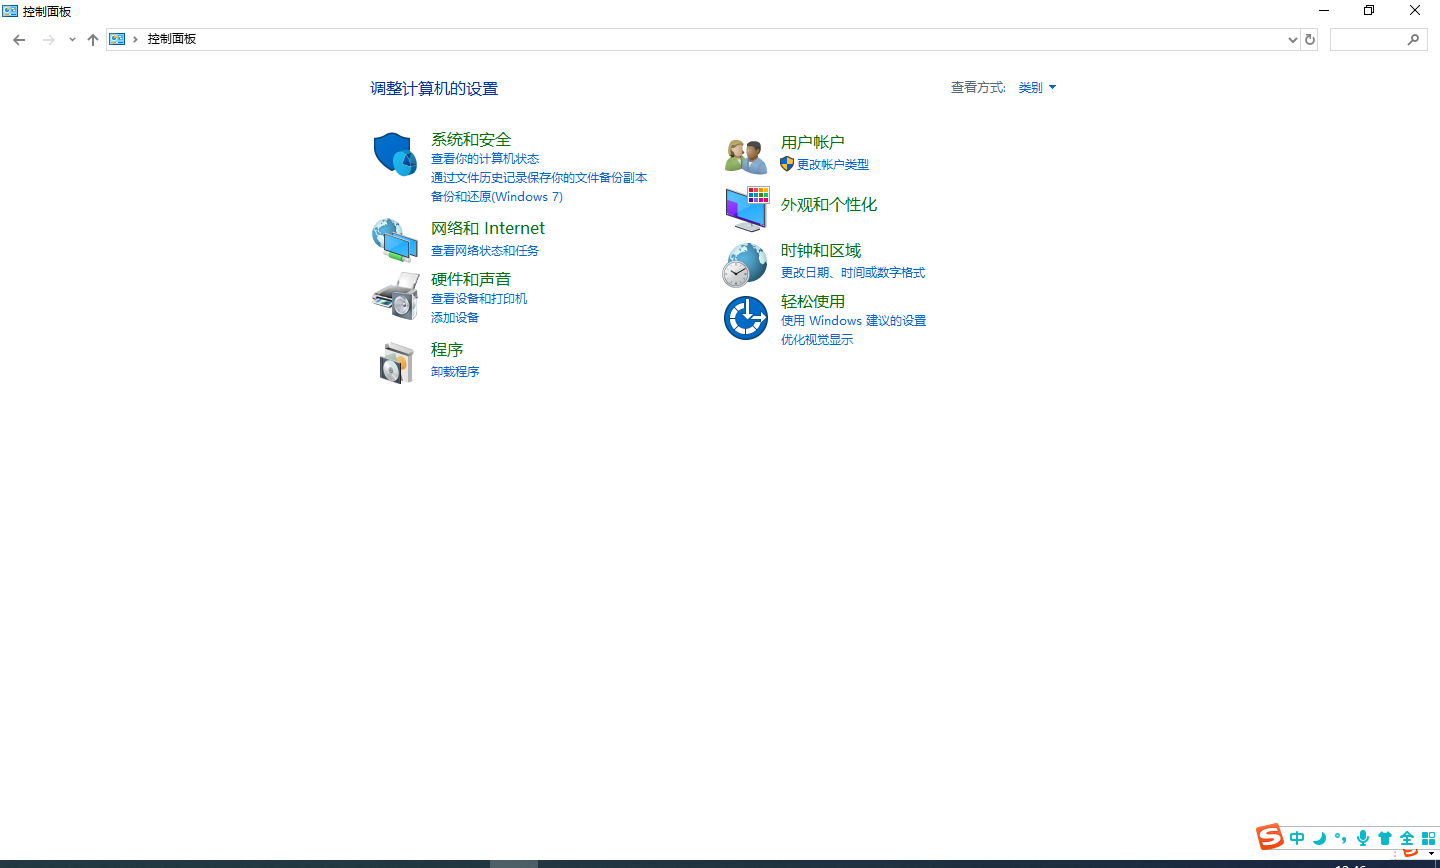 控制面板
控制面板
调整计算机的设置
查看方式: 类别
系统和安全
查看你的计算机状态
通过文件历史记录保存你的文件备份副本
备份和还原(Windows 7)
网络和 Internet
查看网络状态和任务
硬件和声音
查看设备和打印机
添加设备
程序
卸载程序
用户帐户
更改帐户类型
外观和个性化
时钟和区域
更改日期、时间或数字格式
轻松使用
使用 Windows 建议的设置
优化视觉显示
中 全